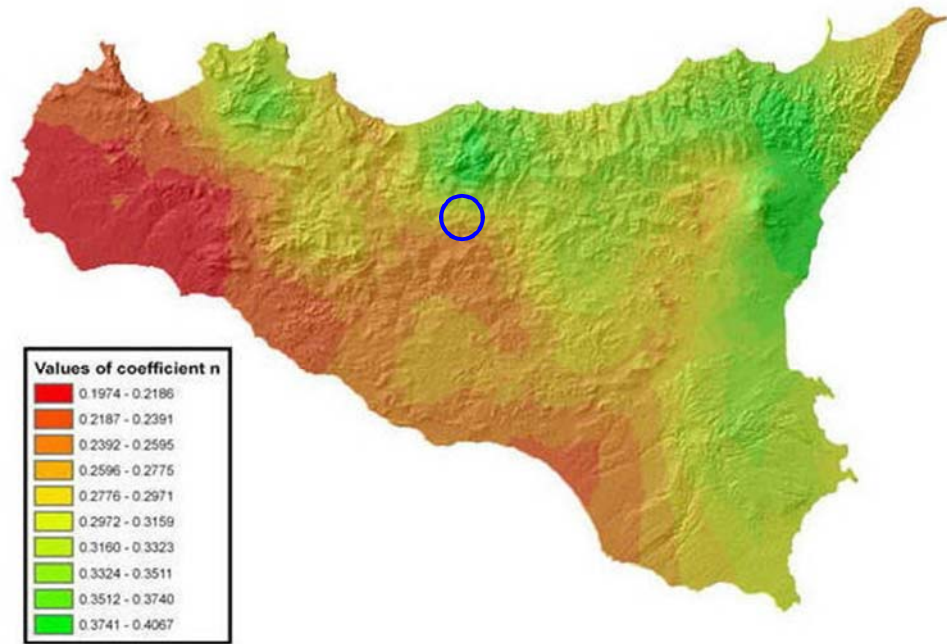 Values of coefficient n
0.1974 - 0.2186
0.2187 - 0.2391
0.2392 - 0.2595
0.2596 - 0.2775
0.2776 - 0.2971
0.2972 - 0.3159
0.3160 - 0.3323
0.3324 - 0.3511
0.3512 - 0.3740
0.3741 - 0.4067